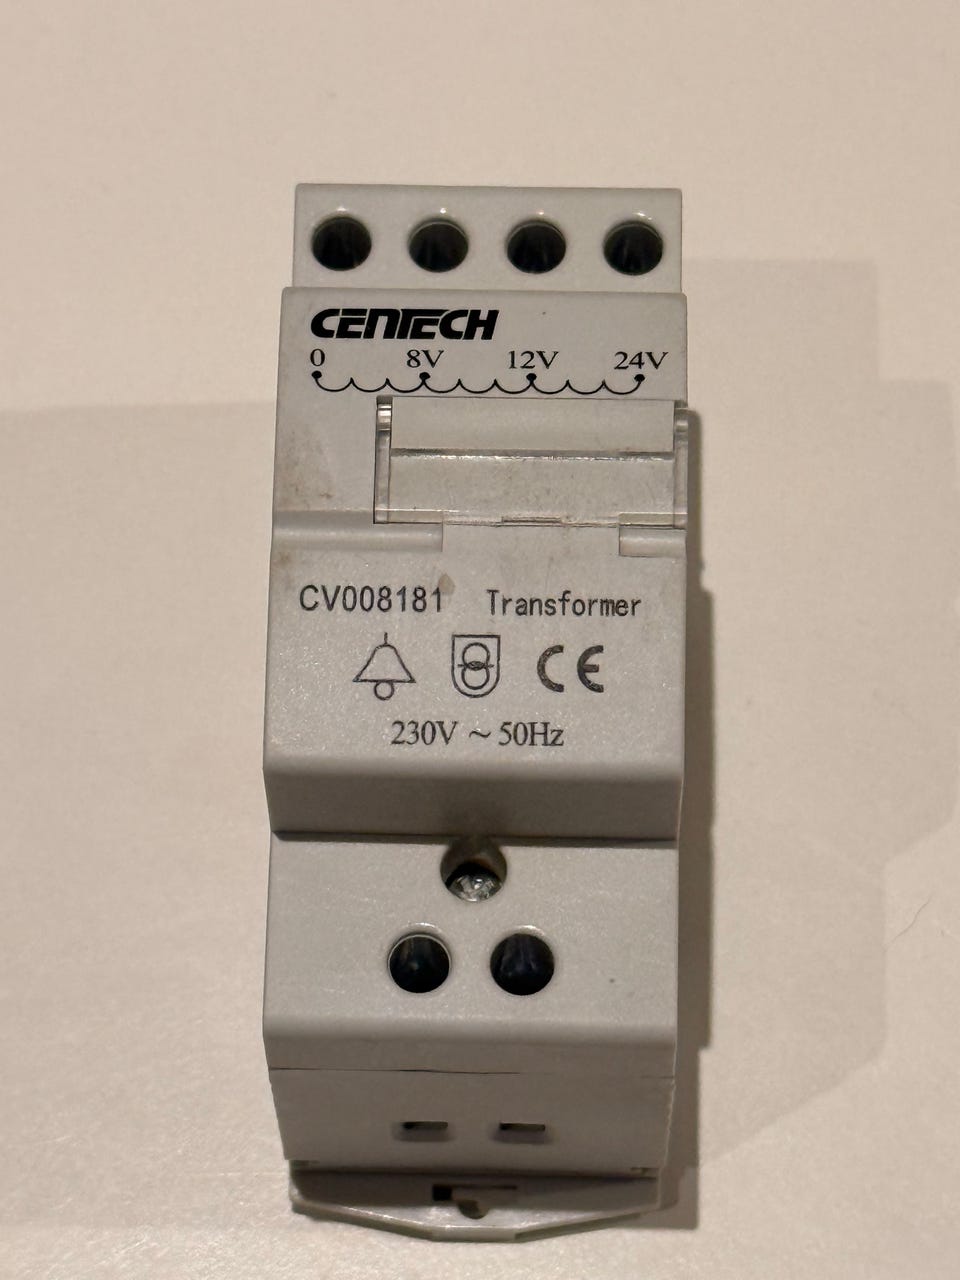 CENTECH
0 8V 12V 24V
CV008181 Transformer
CE
230V ~ 50Hz